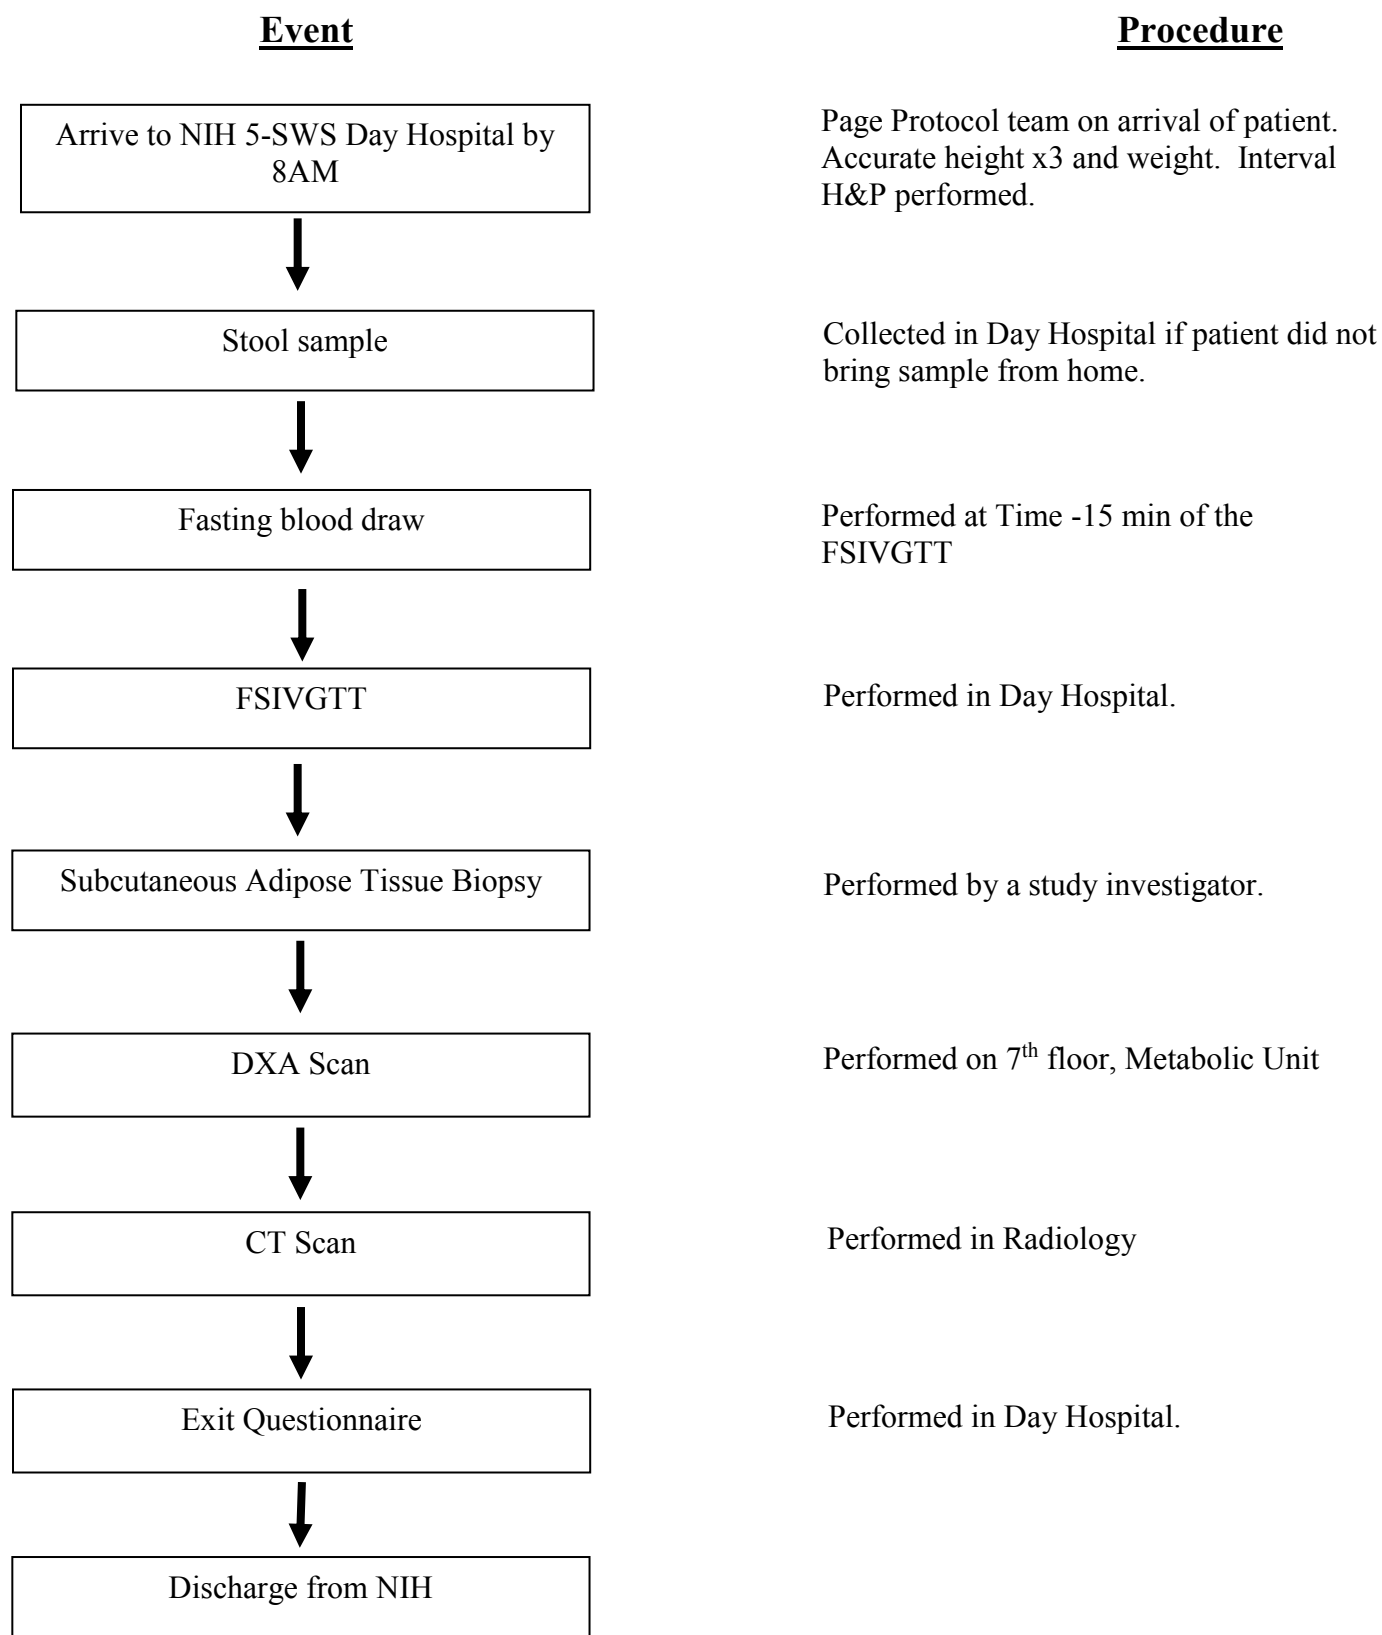 Event
Procedure
Arrive to NIH 5-SWS Day Hospital by
8AM
Page Protocol team on arrival of patient.
Accurate height x3 and weight.  Interval
H&P performed.
Stool sample
Collected in Day Hospital if patient did not
bring sample from home.
Fasting blood draw
Performed at Time -15 min of the
FSIVGTT
FSIVGTT
Performed in Day Hospital.
Subcutaneous Adipose Tissue Biopsy
Performed by a study investigator.
DXA Scan
Performed on 7th floor, Metabolic Unit
CT Scan
Performed in Radiology
Exit Questionnaire
Performed in Day Hospital.
Discharge from NIH